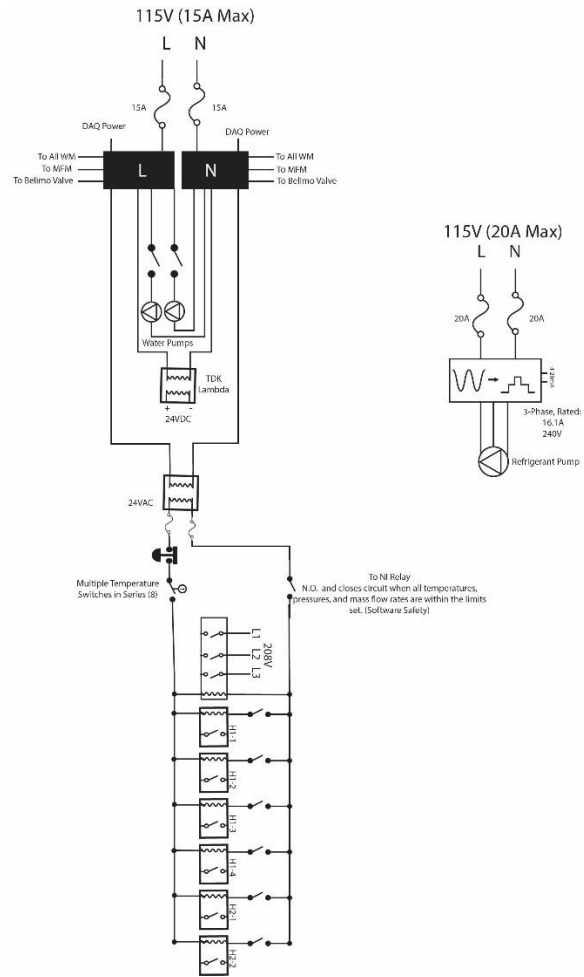 115V (15A Max)
L N
15A 15A
DAQ Power DAQ Power
To All WM To All WM
To MFM To MFM
To Belimo Valve To Belimo Valve
L N
Water Pumps
TDK
Lambda
+ -
24VDC
24VAC
Multiple Temperature
Switches in Series (8)
To NI Relay
N.O. and closes circuit when all temperatures,
pressures, and mass flow rates are within the limits
set. (Software Safety)
L1
L2
L3
208V
H1-1
H1-2
H1-3
H1-4
H2-1
H2-2
115V (20A Max)
L N
20A 20A
4-20mA
3-Phase, Rated:
16.1A
240V
Refrigerant Pump